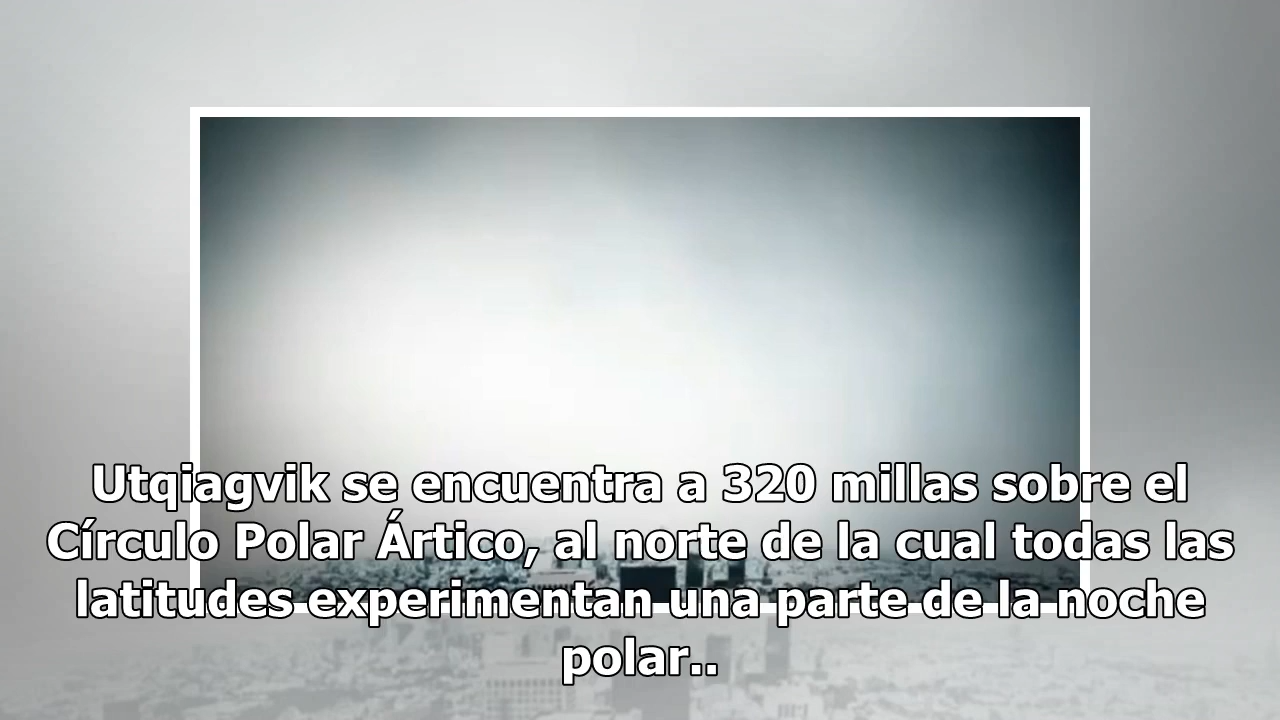 Utqiagvik se encuentra a 320 millas sobre el
Círculo Polar Ártico, al norte de la cual todas las
latitudes experimentan una parte de la noche
polar..